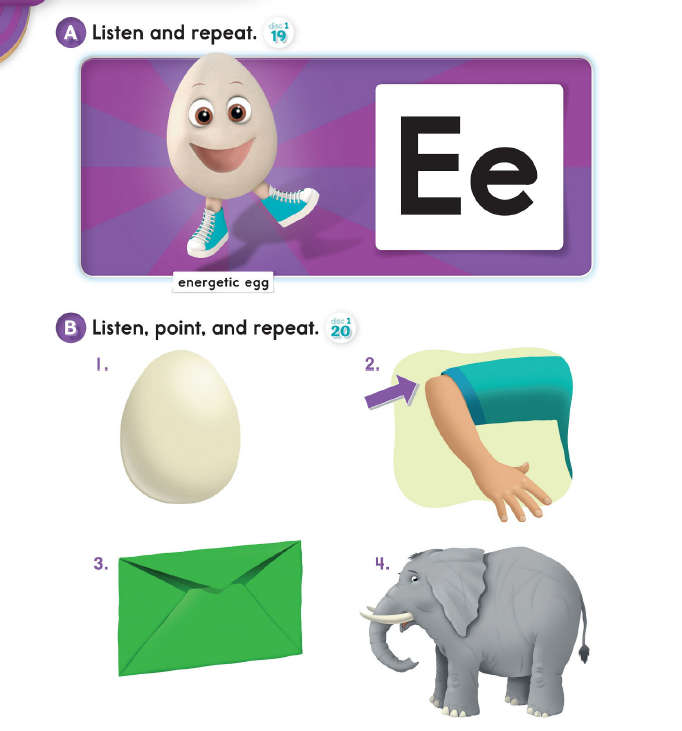 A Listen and repeat. disc 1 19
Ee
energetic egg
B Listen, point, and repeat. disc 1 20
1. 2.
3. 4.